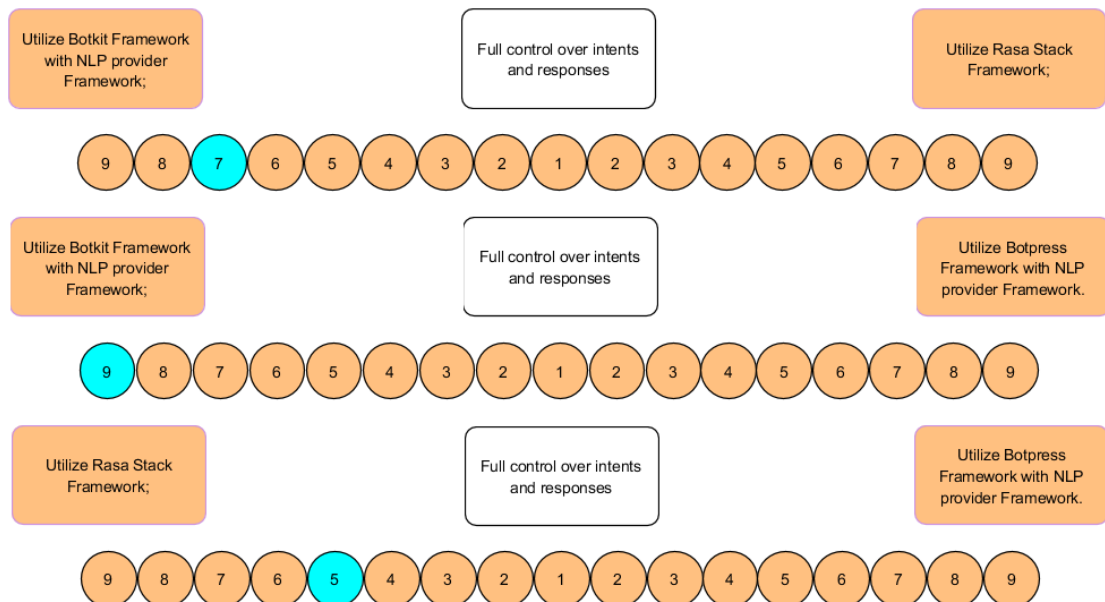 Utilize Botkit Framework
with NLP provider
Framework;
Full control over intents
and responses
Utilize Rasa Stack
Framework;
9 8 7 6 5 4 3 2 1 2 3 4 5 6 7 8 9
Utilize Botkit Framework
with NLP provider
Framework;
Full control over intents
and responses
Utilize Botpress
Framework with NLP
provider Framework.
9 8 7 6 5 4 3 2 1 2 3 4 5 6 7 8 9
Utilize Rasa Stack
Framework;
Full control over intents
and responses
Utilize Botpress
Framework with NLP
provider Framework.
9 8 7 6 5 4 3 2 1 2 3 4 5 6 7 8 9